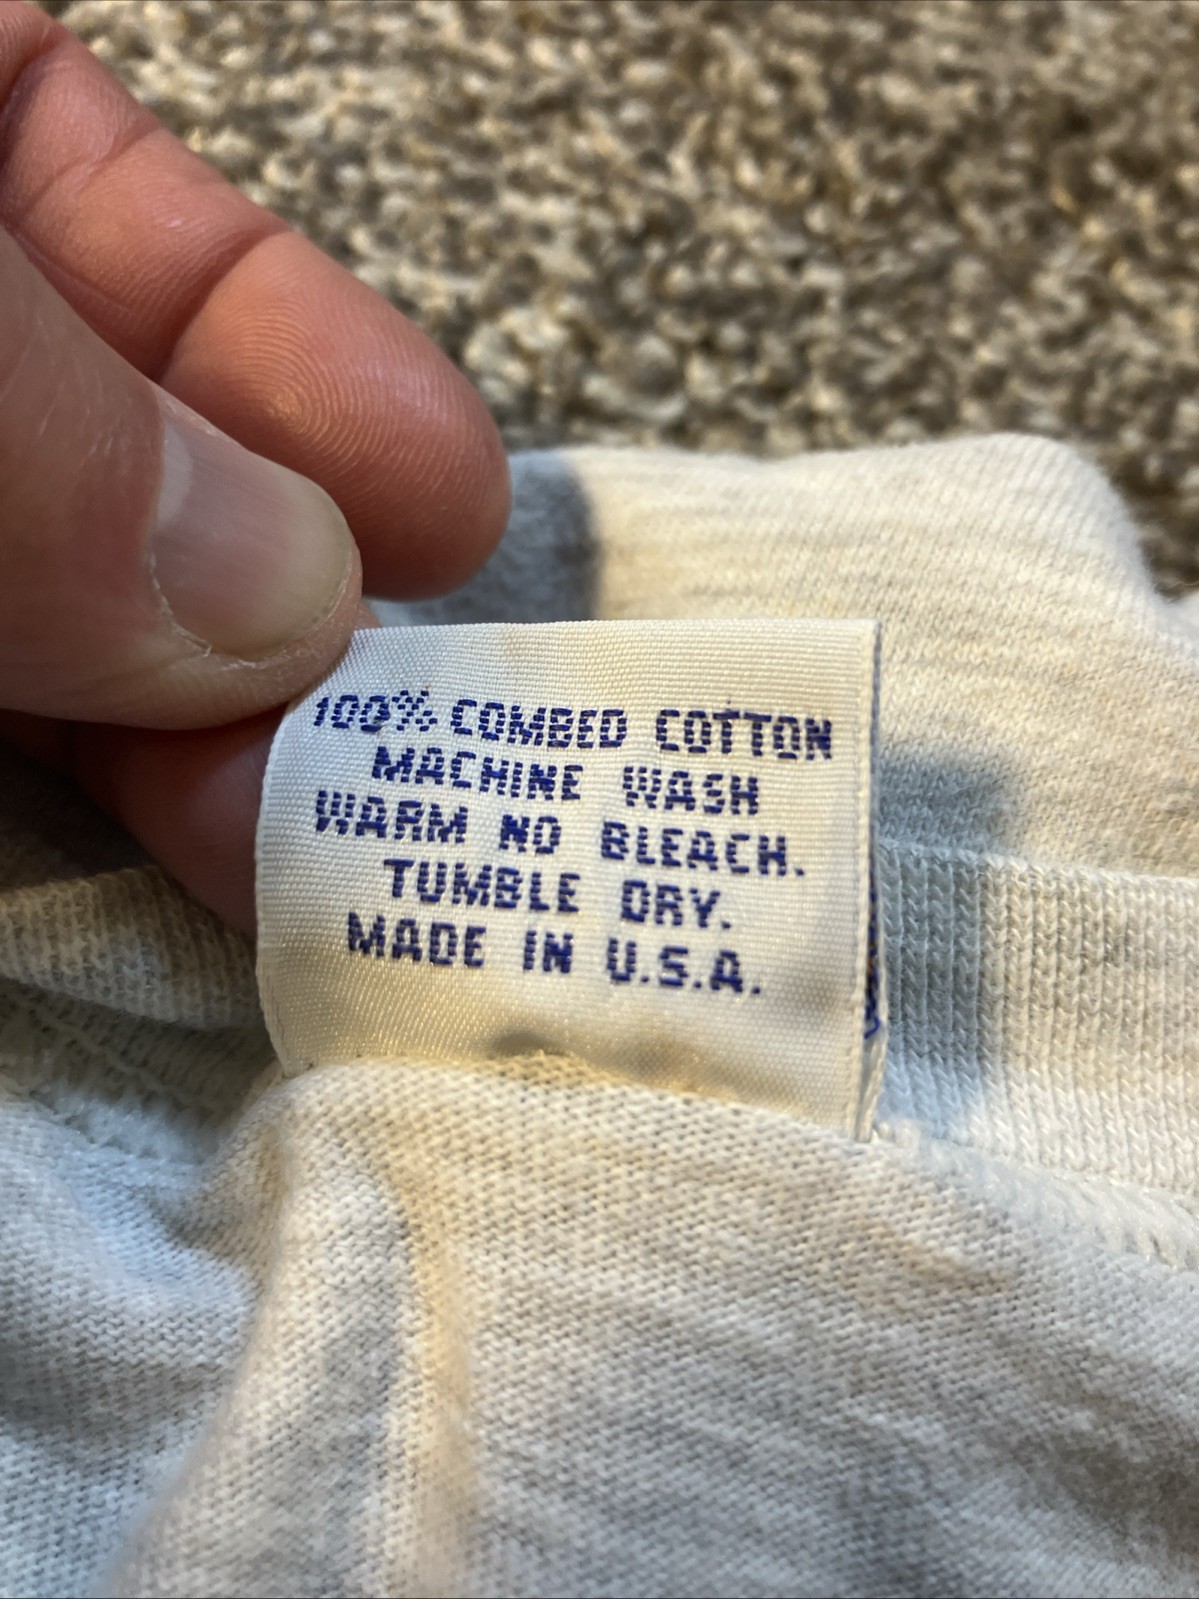 100% COMBED COTTON
MACHINE WASH
WARM NO BLEACH.
TUMBLE DRY.
MADE IN U.S.A.